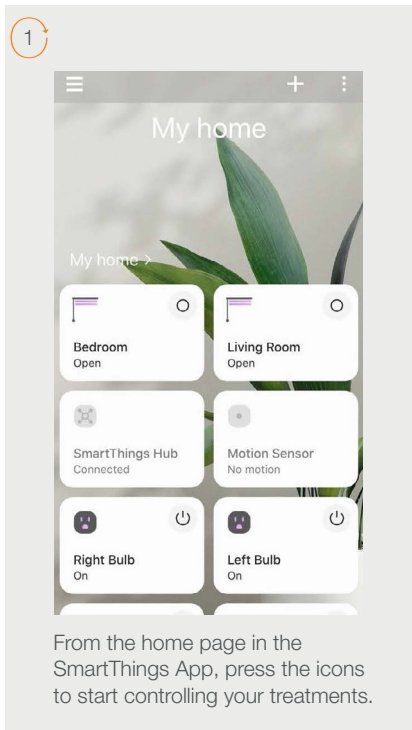 1
My home
My home >
Bedroom
Open
Living Room
Open
SmartThings Hub
Connected
Motion Sensor
No motion
Right Bulb
On
Left Bulb
On
From the home page in the
SmartThings App, press the icons
to start controlling your treatments.